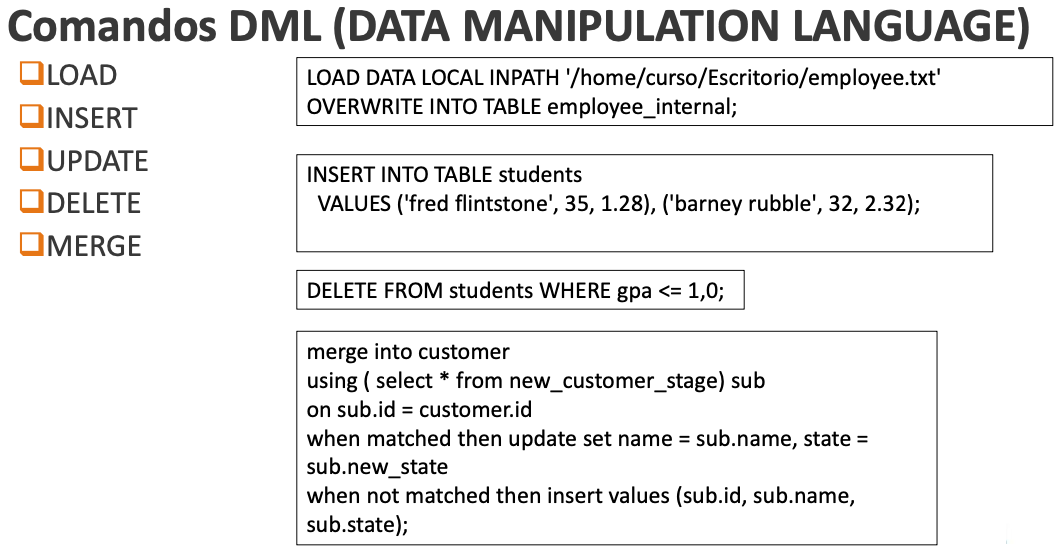 Comandos DML (DATA MANIPULATION LANGUAGE)
LOAD
INSERT
UPDATE
DELETE
MERGE
LOAD DATA LOCAL INPATH '/home/curso/Escritorio/employee.txt'
OVERWRITE INTO TABLE employee_internal;
INSERT INTO TABLE students
VALUES ('fred flintstone', 35, 1.28), ('barney rubble', 32, 2.32);
DELETE FROM students WHERE gpa <= 1,0;
merge into customer
using ( select * from new_customer_stage) sub
on sub.id = customer.id
when matched then update set name = sub.name, state =
sub.new_state
when not matched then insert values (sub.id, sub.name,
sub.state);